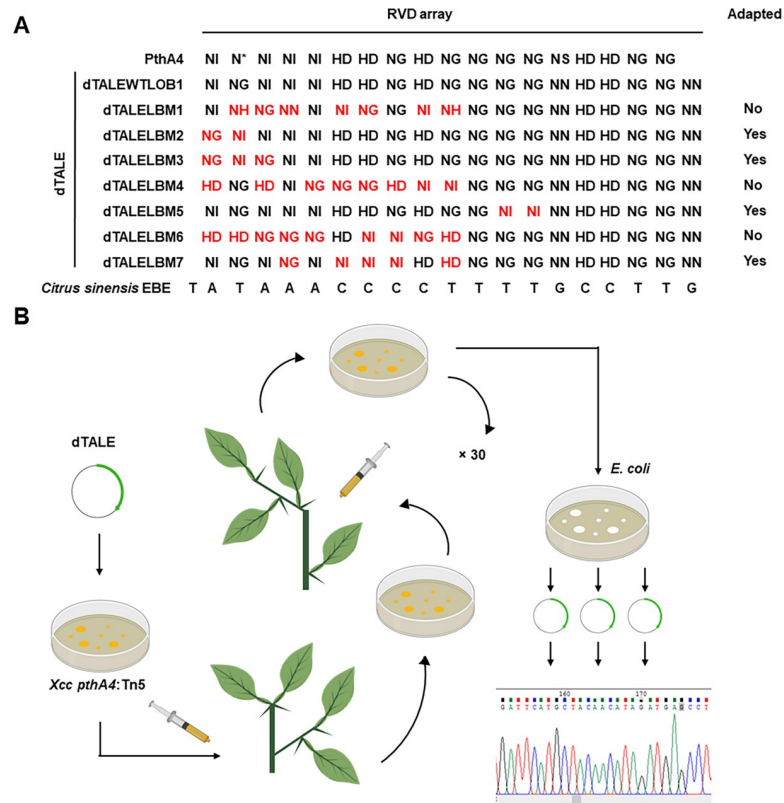 A
RVD array Adapted
PthA4 NI N* NI NI NI HD HD NG HD NG NG NG NG NS HD HD NG NG
dTALEWTLOB1 NI NG NI NI NI HD HD NG HD NG NG NG NG NN HD HD NG NG NN
dTALELBM1 NI NH NG NN NI NG NG NI NH NG NG NG NN HD HD NG NG NN No
dTALELBM2 NG NI NI NI HD HD NG HD NG NG NG NG NN HD HD NG NG NN Yes
dTALE
dTALELBM3 NG NI NG NI NI HD HD NG HD NG NG NG NG NN HD HD NG NG NN Yes
dTALELBM4 HD NG HD NI NG NG NG HD NI NI NG NG NG NN HD HD NG NG NN No
dTALELBM5 NI NG NI NI NI HD HD NG HD NG NG NI NI NN HD HD NG NG NN Yes
dTALELBM6 HD HD NG NG NG HD NI NI NG HD NG NG NG NN HD HD NG NG NN No
dTALELBM7 NI NG NI NG NI NI NI NI HD HD NG NG NG NN HD HD NG NG NN Yes
Citrus sinensis EBE T A T A A A C C C C T T T T G C C T T G
B
dTALE
× 30
E. coli
Xcc pthA4:Tn5
160 170
GATTCATGCTACAACATAGATGAGCCT